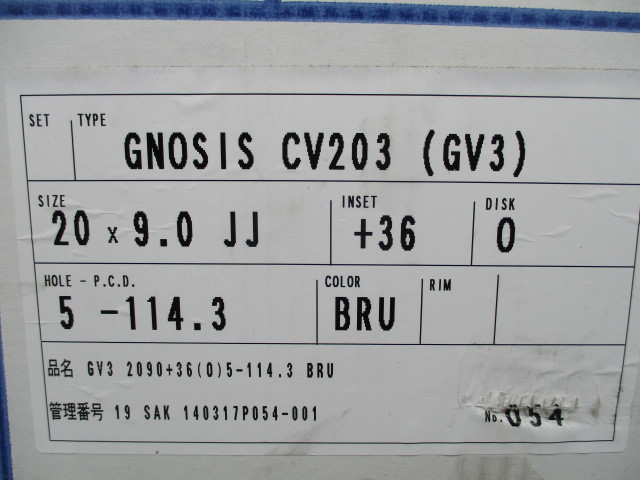 SET TYPE
GNOSIS CV203 (GV3)
SIZE INSET DISK
20 x 9.0 JJ +36 0
HOLE - P.C.D. COLOR RIM
5 -114.3 BRU
品名 GV3 2090+36(0)5-114.3 BRU
管理番号 19 SAK 140317P054-001
No. 054